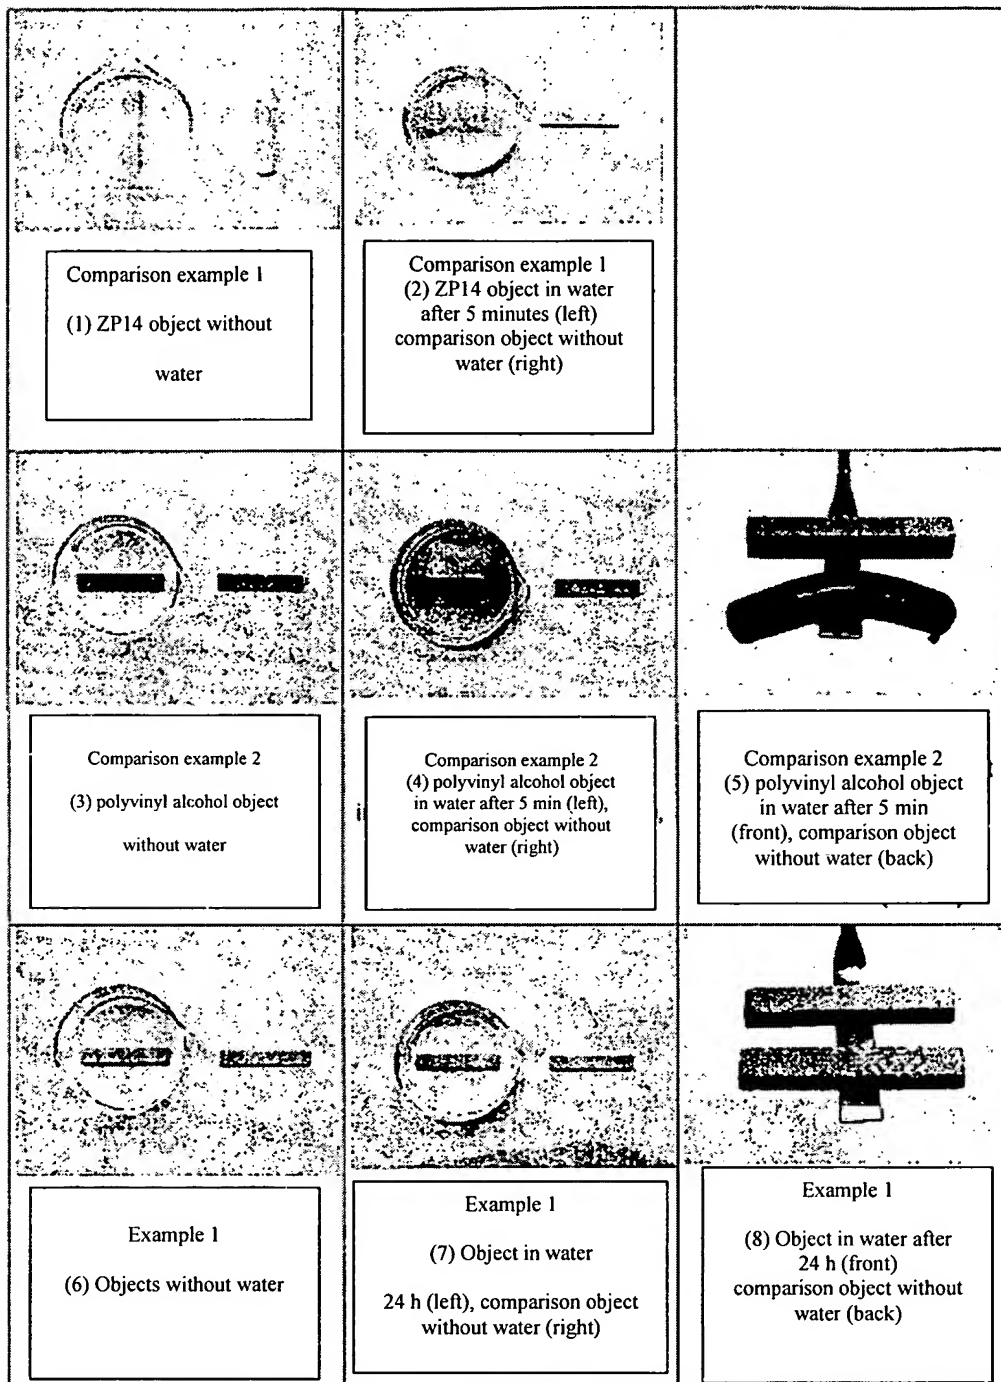 Comparison example 1
(1) ZP14 object without
water
Comparison example 1
(2) ZP14 object in water
after 5 minutes (left)
comparison object without
water (right)
Comparison example 2
(3) polyvinyl alcohol object
without water
Comparison example 2
(4) polyvinyl alcohol object
in water after 5 min (left),
comparison object without
water (right)
Comparison example 2
(5) polyvinyl alcohol object
in water after 5 min
(front), comparison object
without water (back)
Example 1
(6) Objects without water
Example 1
(7) Object in water
24 h (left), comparison object
without water (right)
Example 1
(8) Object in water after
24 h (front)
comparison object without
water (back)